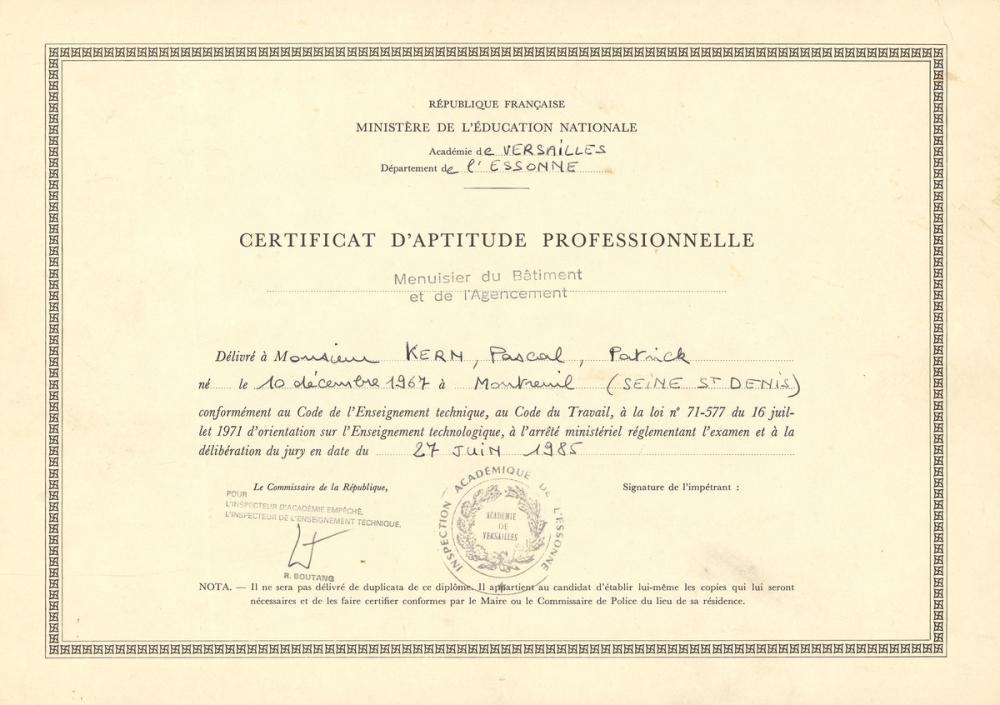 RÉPUBLIQUE FRANÇAISE
MINISTÈRE DE L'ÉDUCATION NATIONALE
Académie de VERSAILLES
Département de l'ESSONNE
CERTIFICAT D'APTITUDE PROFESSIONNELLE
Menuisier du Bâtiment
et de l'Agencement
Délivré à Monsieur KERN, Pascal, Patrick
né le 10 décembre 1967 à Montreuil (SEINE ST DENIS)
conformément au Code de l'Enseignement technique, au Code du Travail, à la loi n° 71-577 du 16 juil-
let 1971 d'orientation sur l'Enseignement technologique, à l'arrêté ministériel réglementant l'examen et à la
délibération du jury en date du 27 JUIN 1985
Le Commissaire de la République,
POUR
L'INSPECTEUR D'ACADÉMIE EMPÊCHÉ,
L'INSPECTEUR DE L'ENSEIGNEMENT TECHNIQUE,
R. BOUTANG
INSPECTION ACADÉMIQUE DE L'ESSONNE
ACADÉMIE
DE
VERSAILLES
Signature de l'impétrant :
NOTA. — Il ne sera pas délivré de duplicata de ce diplôme. Il appartient au candidat d'établir lui-même les copies qui lui seront
nécessaires et de les faire certifier conformes par le Maire ou le Commissaire de Police du lieu de sa résidence.